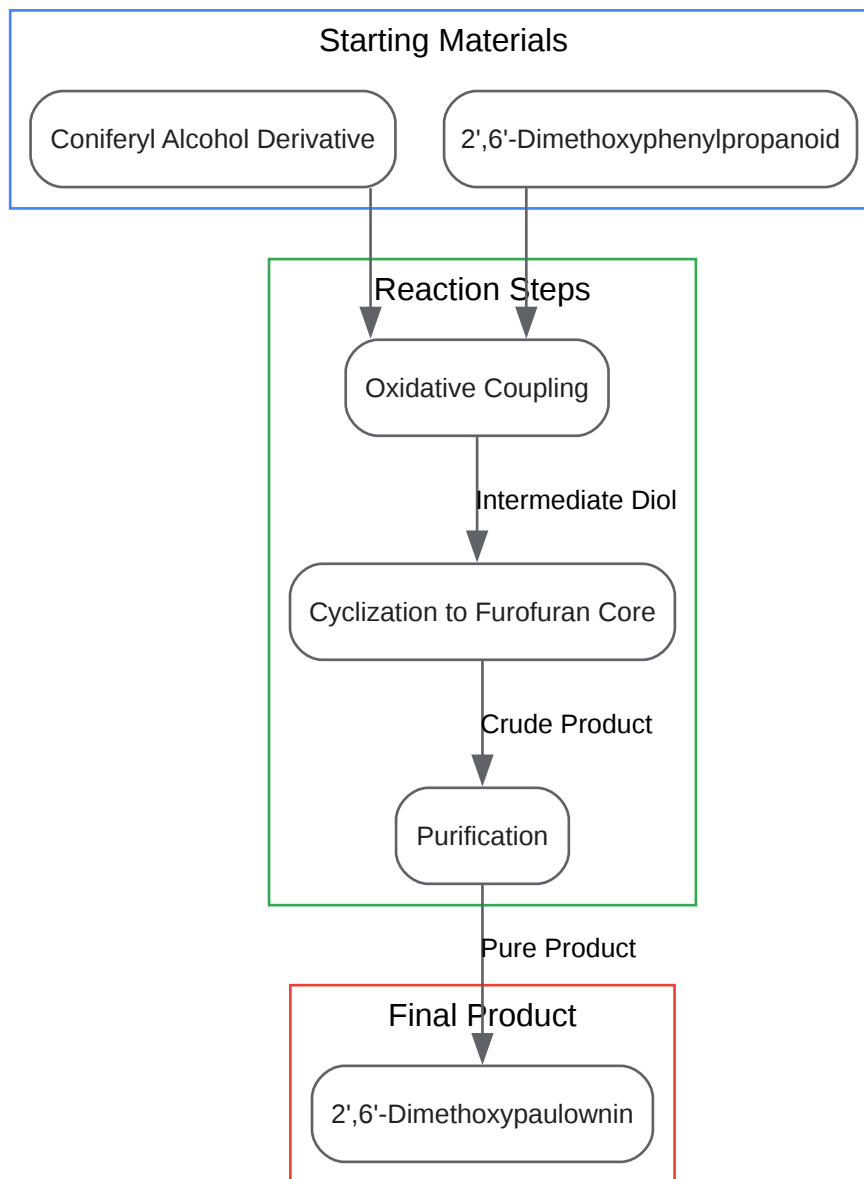 Starting Materials
Coniferyl Alcohol Derivative
2',6'-Dimethoxyphenylpropanoid
Reaction Steps
Oxidative Coupling
Intermediate Diol
Cyclization to Furofuran Core
Crude Product
Purification
Pure Product
Final Product
2',6'-Dimethoxypaulownin